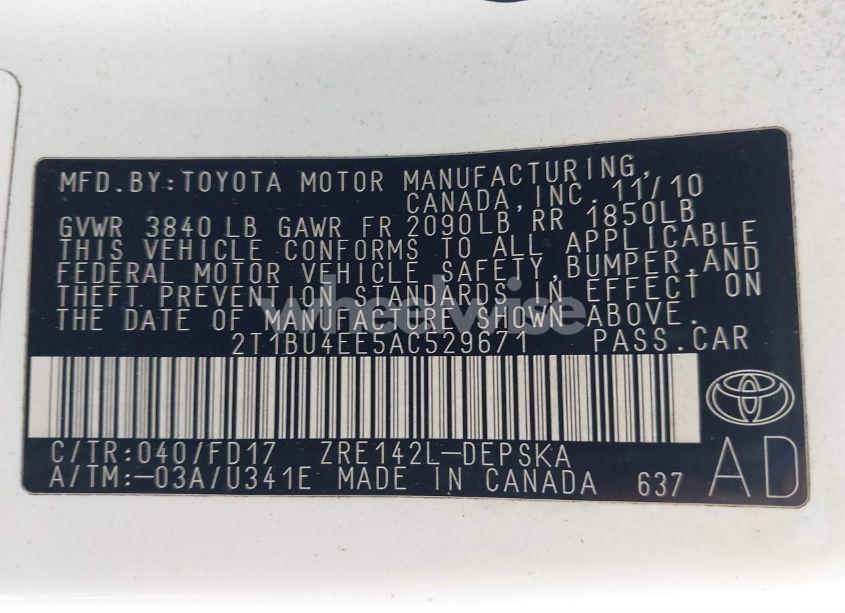 MFD.BY:TOYOTA MOTOR MANUFACTURING,
CANADA,INC. 11/10
GVWR 3840 LB GAWR FR 2090LB RR 1850LB
THIS VEHICLE CONFORMS TO ALL APPLICABLE
FEDERAL MOTOR VEHICLE SAFETY,BUMPER,AND
THEFT PREVENTION STANDARDS IN EFFECT ON
THE DATE OF MANUFACTURE SHOWN ABOVE.
2T1BU4EE5AC529671 PASS.CAR
C/TR:040/FD17 ZRE142L-DEPSKA
A/TM:-03A/U341E MADE IN CANADA 637 AD
wheelwise